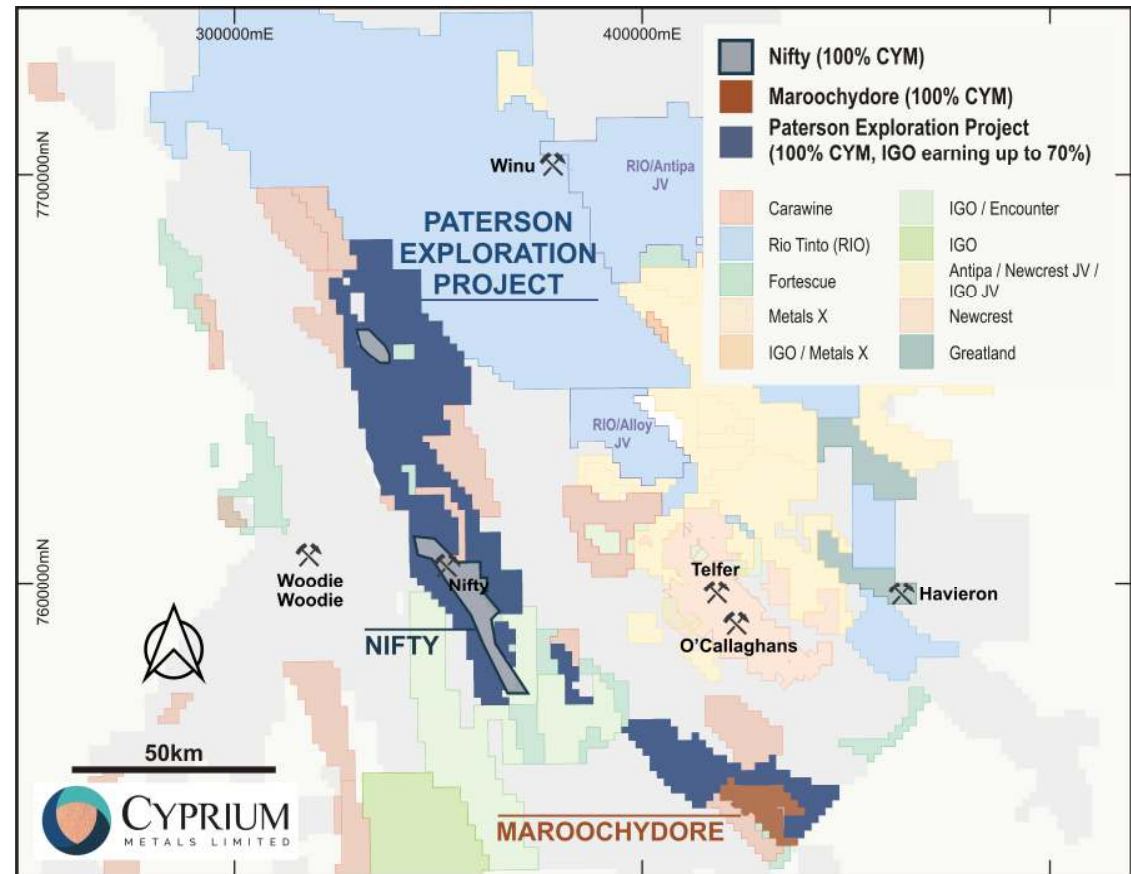 300000mE
400000mE
7700000mN
7600000mN
Nifty (100% CYM)
Maroochydore (100% CYM)
Paterson Exploration Project
(100% CYM, IGO earning up to 70%)
Carawine
Rio Tinto (RIO)
Fortescue
Metals X
IGO / Metals X
IGO / Encounter
IGO
Antipa / Newcrest JV /
IGO JV
Newcrest
Greatland
Winu
RIO/Antipa
JV
PATERSON
EXPLORATION
PROJECT
RIO/Alloy
JV
Woodie
Woodie
Nifty
Telfer
Havieron
O'Callaghans
NIFTY
50km
CYPRIUM
METALS LIMITED
MAROOCHYDORE